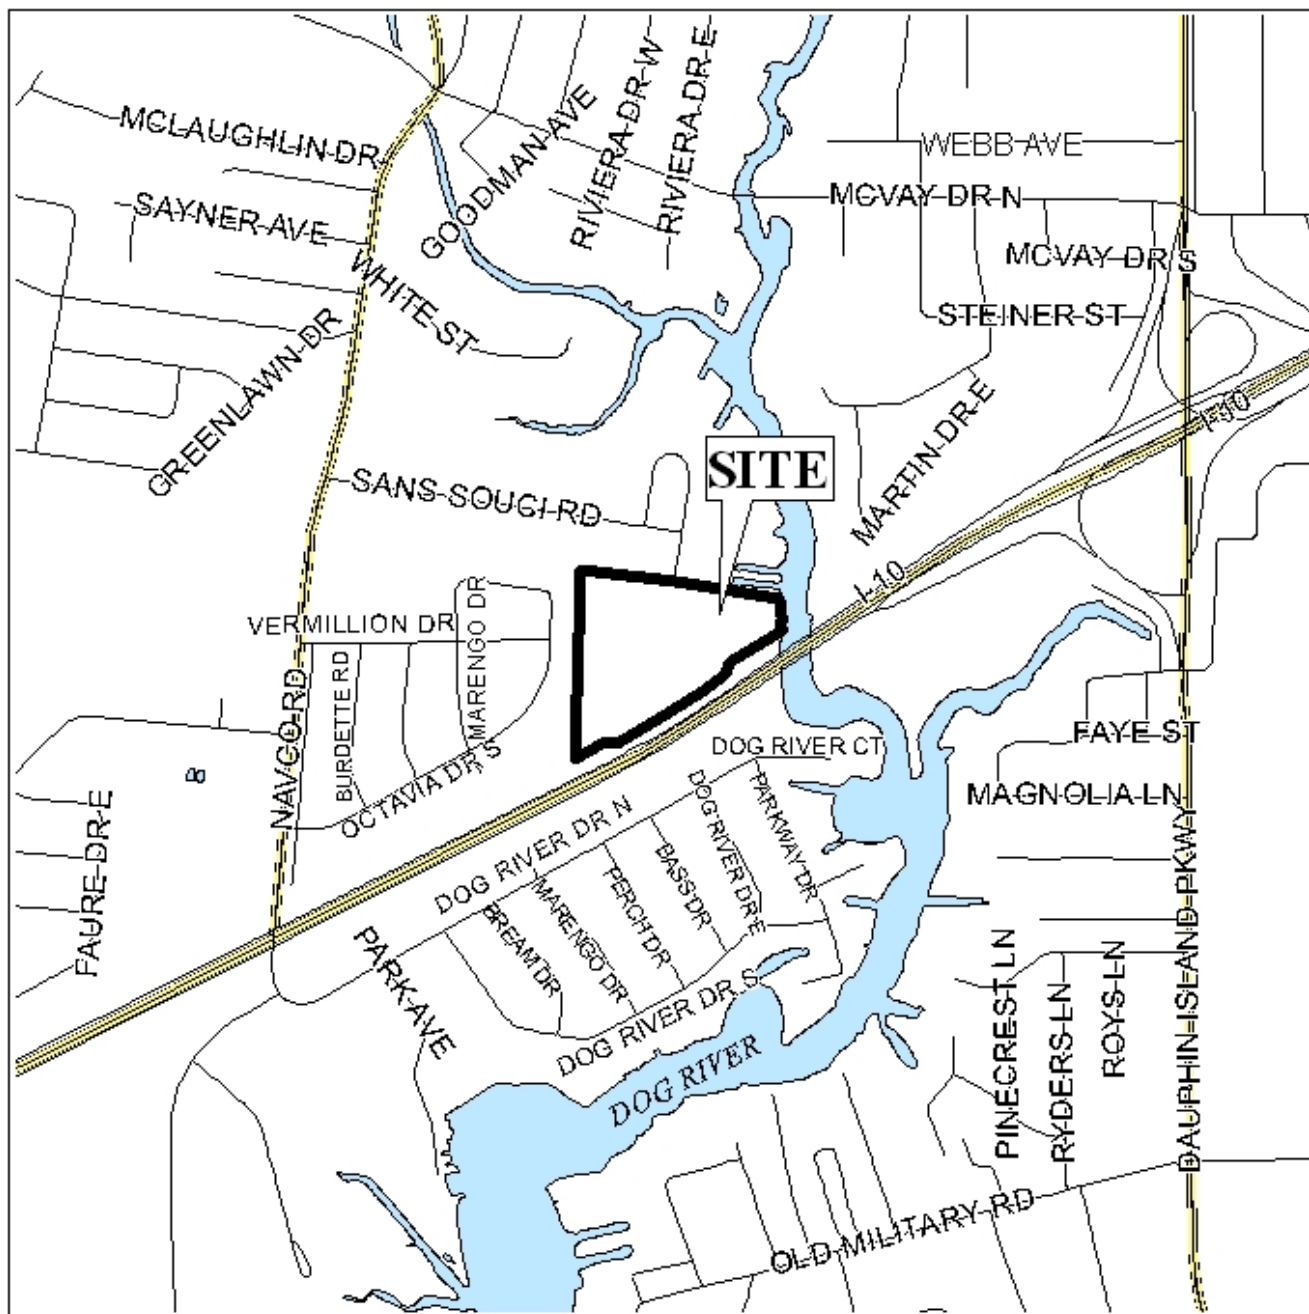 MCLAUGHLIN DR
SAYNER AVE
WHITE ST
GREENLAWN DR
GOODMAN AVE
RIVIERA DR W
RIVIERA DR E
WEBB AVE
MCVAY DR N
MCVAY DR S
STEINER ST
MARTIN DR E
I-10
SITE
SANS SOUCI RD
I-10
VERMILLION DR
MARENGO DR
BURDETTE RD
NAVCO RD
OCTAVIA DR S
FAURE DR E
DOG RIVER CT
DOG RIVER DR N
DOG RIVER DR E
PARKWAY DR
BASS DR
PERCH DR
MARENGO DR
BREAM DR
PARK AVE
DOG RIVER DR S
DOG RIVER
FAYE ST
MAGNOLIA LN
DAUPHIN ISLAND PKWY
PINECREST LN
RYDERS LN
ROYS LN
OLD MILITARY RD